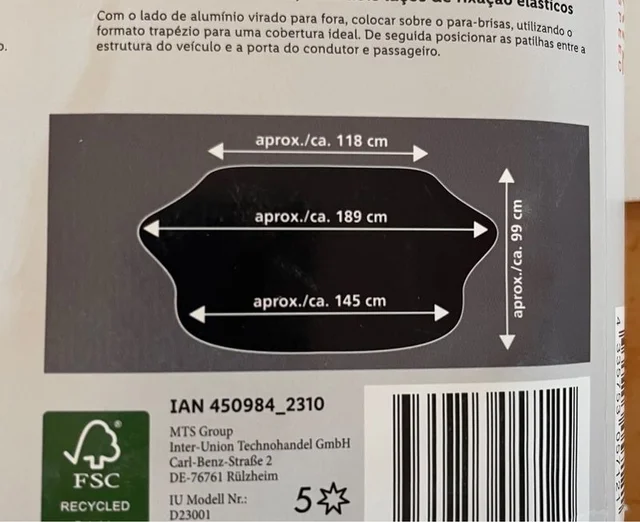 elásticos
Com o lado de alumínio virado para fora, colocar sobre o para-brisas, utilizando o
formato trapézio para uma cobertura ideal. De seguida posicionar as patilhas entre a
estrutura do veículo e a porta do condutor e passageiro.
aprox./ca. 118 cm
aprox./ca. 189 cm
aprox./ca. 99 cm
aprox./ca. 145 cm
IAN 450984_2310
MTS Group
Inter-Union Technohandel GmbH
Carl-Benz-Straße 2
DE-76761 Rülzheim
IU Modell Nr.:
D23001
5
FSC
®
RECYCLED